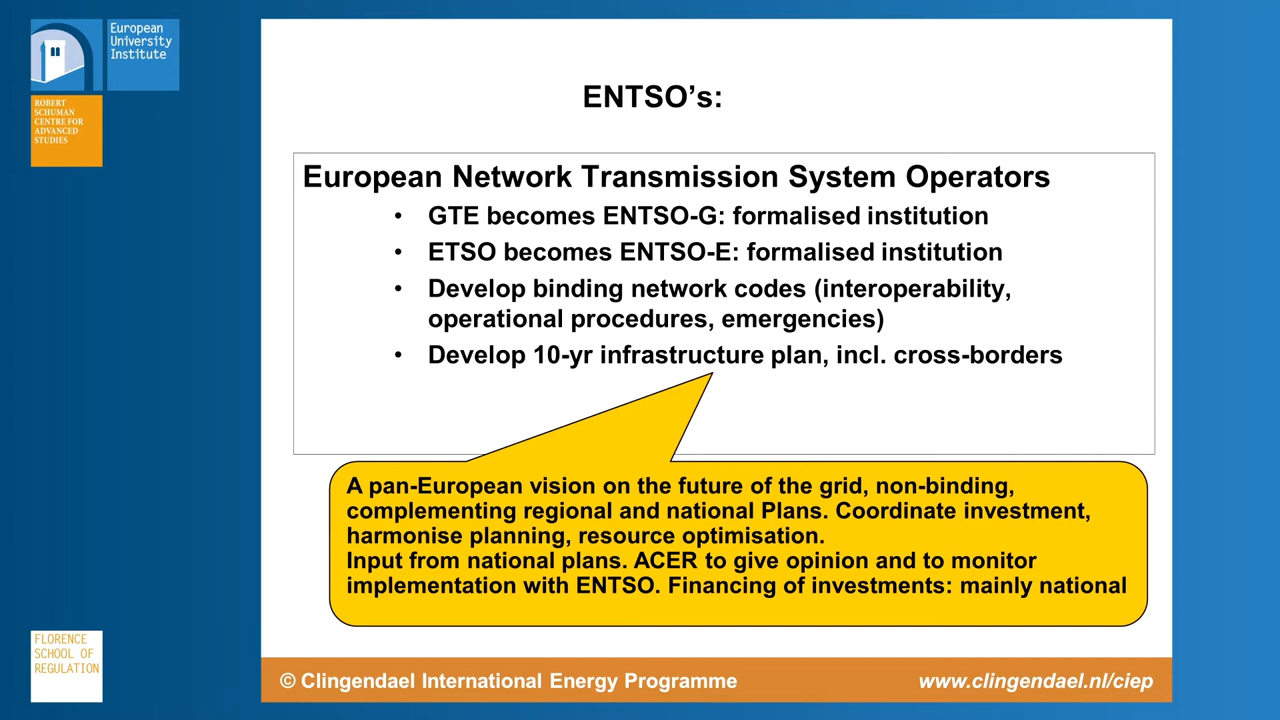 European
University
Institute
ROBERT
SCHUMAN
CENTRE FOR
ADVANCED
STUDIES
ENTSO’s:
European Network Transmission System Operators
• GTE becomes ENTSO-G: formalised institution
• ETSO becomes ENTSO-E: formalised institution
• Develop binding network codes (interoperability,
operational procedures, emergencies)
• Develop 10-yr infrastructure plan, incl. cross-borders
A pan-European vision on the future of the grid, non-binding,
complementing regional and national Plans. Coordinate investment,
harmonise planning, resource optimisation.
Input from national plans. ACER to give opinion and to monitor
implementation with ENTSO. Financing of investments: mainly national
FLORENCE
SCHOOL OF
REGULATION
© Clingendael International Energy Programme
www.clingendael.nl/ciep